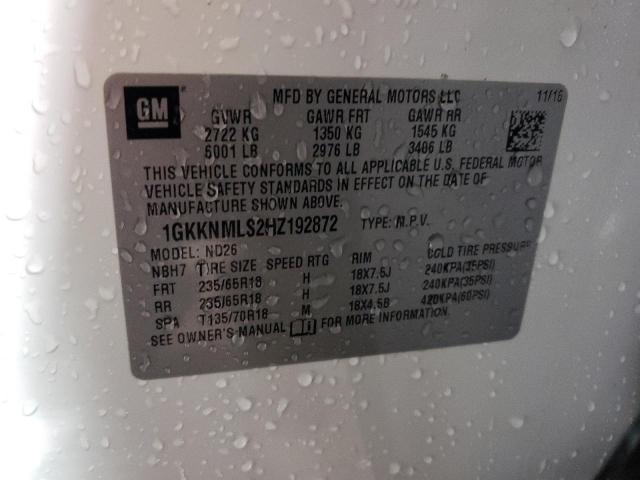 GM
MFD BY GENERAL MOTORS LLC 11/16
GVWR GAWR FRT GAWR RR
2722 KG 1350 KG 1545 KG
6001 LB 2976 LB 3406 LB
THIS VEHICLE CONFORMS TO ALL APPLICABLE U.S. FEDERAL MOTOR
VEHICLE SAFETY STANDARDS IN EFFECT ON THE DATE OF
MANUFACTURE SHOWN ABOVE.
1GKKNMLS2HZ192872 TYPE: M.P.V.
MODEL: ND26
NBH7 TIRE SIZE SPEED RTG RIM COLD TIRE PRESSURE
FRT 235/65R18 H 18X7.5J 240KPA(35PSI)
RR 235/65R18 H 18X7.5J 240KPA(35PSI)
SPA T135/70R18 M 18X4.5B 420KPA(60PSI)
SEE OWNER'S MANUAL FOR MORE INFORMATION.